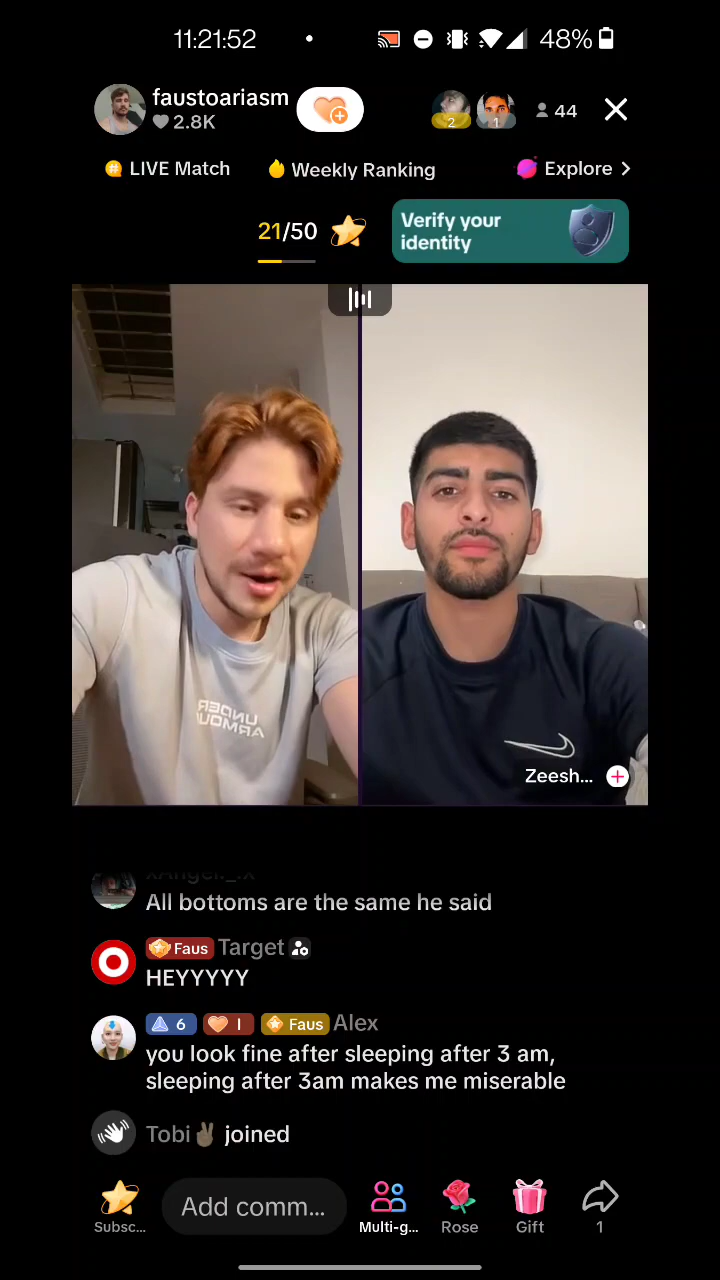 11:21:52
48%
faustoariasm
2.8K
2
1
44
LIVE Match
Weekly Ranking
Explore
21/50
Verify your
identity
UNDER
ARMOUR
Zeesh...
All bottoms are the same he said
Faus Target
HEYYYYY
6 I Faus Alex
you look fine after sleeping after 3 am,
sleeping after 3am makes me miserable
Tobi✌🏾 joined
Add comm...
Subsc...
Multi-g...
Rose
Gift
1